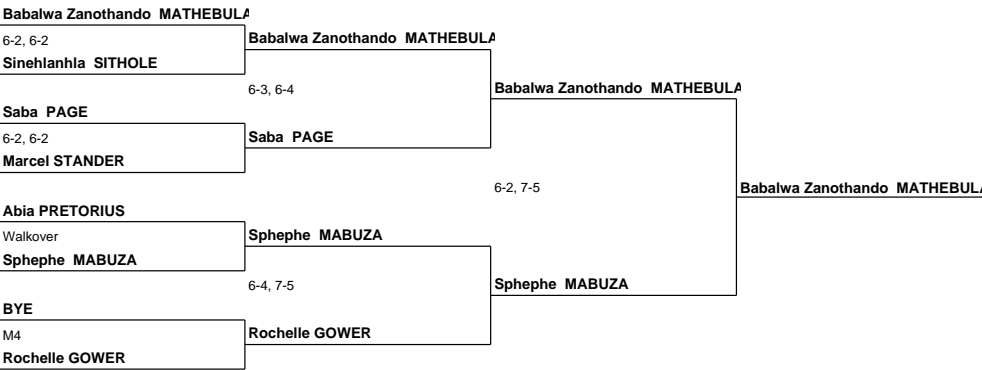 Babalwa Zanothando MATHEBULA
6-2, 6-2
Sinehlanhla SITHOLE
Saba PAGE
6-2, 6-2
Marcel STANDER
Abia PRETORIUS
Walkover
Sphephe MABUZA
BYE
M4
Rochelle GOWER
Babalwa Zanothando MATHEBULA
6-3, 6-4
Saba PAGE
Sphephe MABUZA
6-4, 7-5
Rochelle GOWER
Babalwa Zanothando MATHEBULA
6-2, 7-5
Sphephe MABUZA
Babalwa Zanothando MATHEBULA